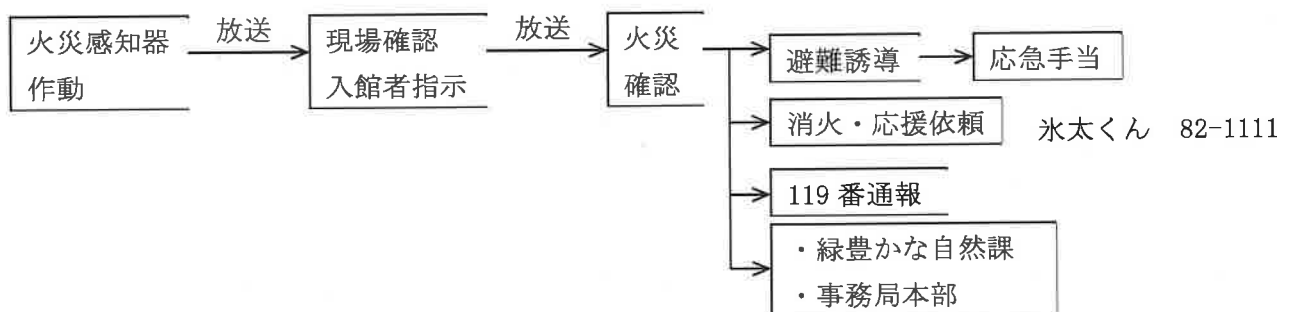 火災感知器
作動
放送
現場確認
入館者指示
放送
火災
確認
避難誘導
応急手当
消火・応援依頼
氷太くん 82-1111
119番通報
・緑豊かな自然課
・事務局本部